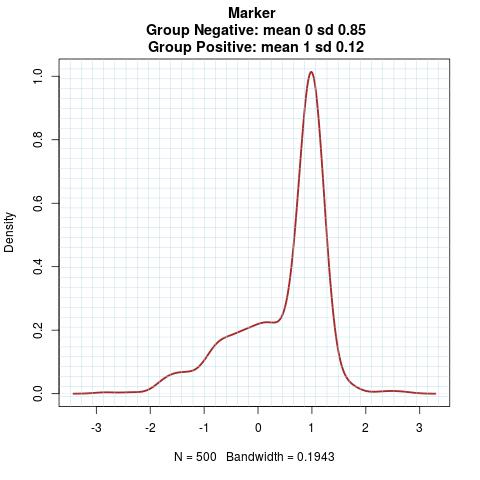 Marker
Group Negative: mean 0 sd 0.85
Group Positive: mean 1 sd 0.12
1.0
0.8
0.6
0.4
0.2
0.0
Density
-3 -2 -1 0 1 2 3
N = 500 Bandwidth = 0.1943